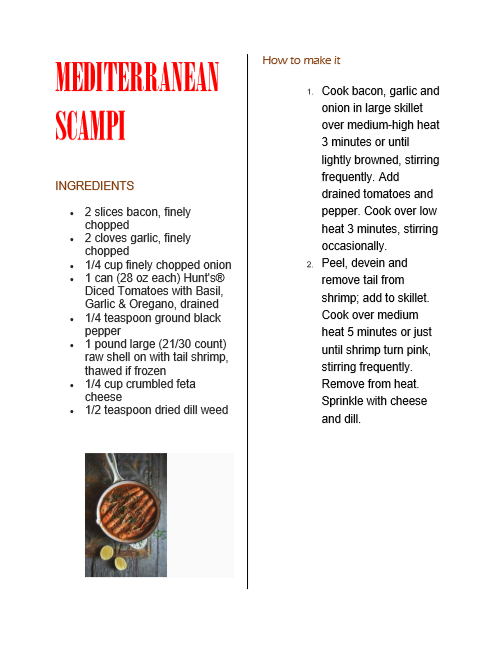 MEDITERRANEAN
SCAMPI
INGREDIENTS
• 2 slices bacon, finely
chopped
• 2 cloves garlic, finely
chopped
• 1/4 cup finely chopped onion
• 1 can (28 oz each) Hunt's®
Diced Tomatoes with Basil,
Garlic & Oregano, drained
• 1/4 teaspoon ground black
pepper
• 1 pound large (21/30 count)
raw shell on with tail shrimp,
thawed if frozen
• 1/4 cup crumbled feta
cheese
• 1/2 teaspoon dried dill weed
How to make it
1. Cook bacon, garlic and
onion in large skillet
over medium-high heat
3 minutes or until
lightly browned, stirring
frequently. Add
drained tomatoes and
pepper. Cook over low
heat 3 minutes, stirring
occasionally.
2. Peel, devein and
remove tail from
shrimp; add to skillet.
Cook over medium
heat 5 minutes or just
until shrimp turn pink,
stirring frequently.
Remove from heat.
Sprinkle with cheese
and dill.